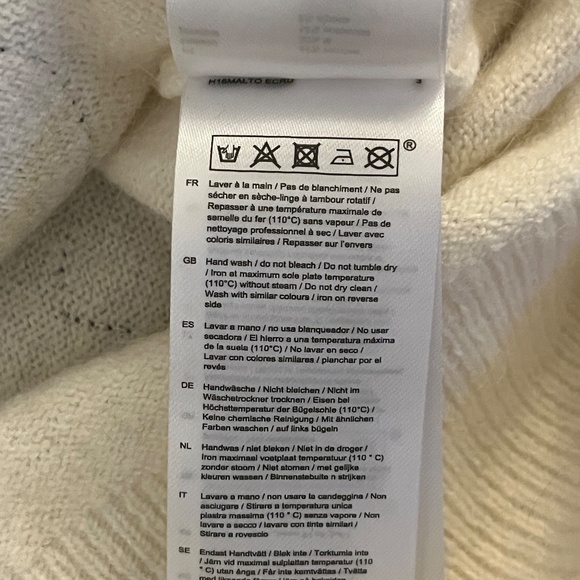 H16MALTO ECRU
®
FR Laver à la main / Pas de blanchiment / Ne pas
sécher en sèche-linge à tambour rotatif /
Repasser à une température maximale de
semelle du fer (110°C) sans vapeur / Pas de
nettoyage professionnel à sec / Laver avec
coloris similaires / Repasser sur l'envers
GB Hand wash / do not bleach / Do not tumble dry
/ Iron at maximum sole plate temperature
(110°C) without steam / Do not dry clean /
Wash with similar colours / iron on reverse
side
ES Lavar a mano / no usa blanqueador / No usar
secadora / El hierro a una temperatura máxima
de la suela (110°C) / No lavar en seco /
Lavar con colores similares / planchar por el
revés
DE Handwäsche / Nicht bleichen / Nicht im
Wäschetrockner trocknen / Eisen bei
Höchsttemperatur der Bügelsohle (110°C) /
Keine chemische Reinigung / Mit ähnlichen
Farben waschen / auf links bügeln
NL Handwas / niet bleken / Niet in de droger /
Iron maximaal voetplaat temperatuur (110 ° C)
zonder stoom / Niet stomen / met gelijke
kleuren wassen / Binnenstebuite n strijken
IT Lavare a mano / non usare la candeggina / Non
asciugare / Stirare a temperatura unica
piastra massima (110 ° C) senza vapore / Non
lavare a secco / lavare con tinte similari /
Stirare a rovescio
SE Endast Handtvätt / Blek inte / Torktumla inte
/ Järn vid maximal sulplattan temperatur (110
° C) utan ånga / Får inte kemtvättas / Tvätta